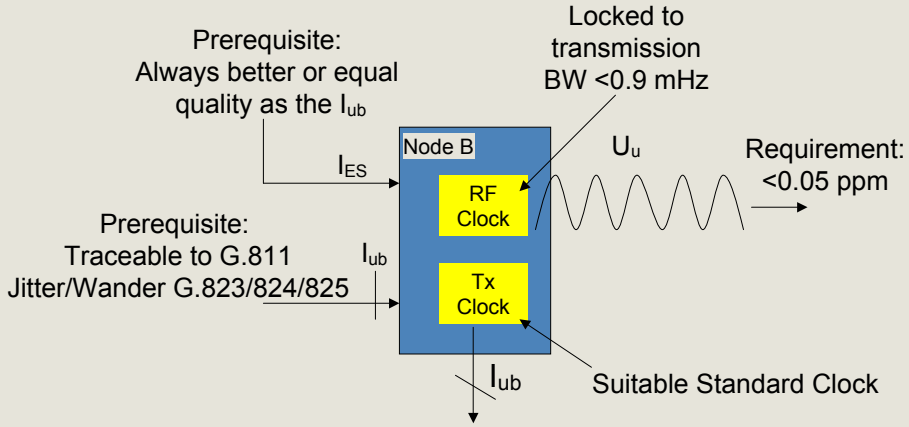 Prerequisite:
Always better or equal
quality as the Iub
IES
Prerequisite:
Traceable to G.811
Jitter/Wander G.823/824/825
Iub
Node B
RF
Clock
Tx
Clock
Locked to
transmission
BW <0.9 mHz
Uu
Requirement:
<0.05 ppm
Iub
Suitable Standard Clock